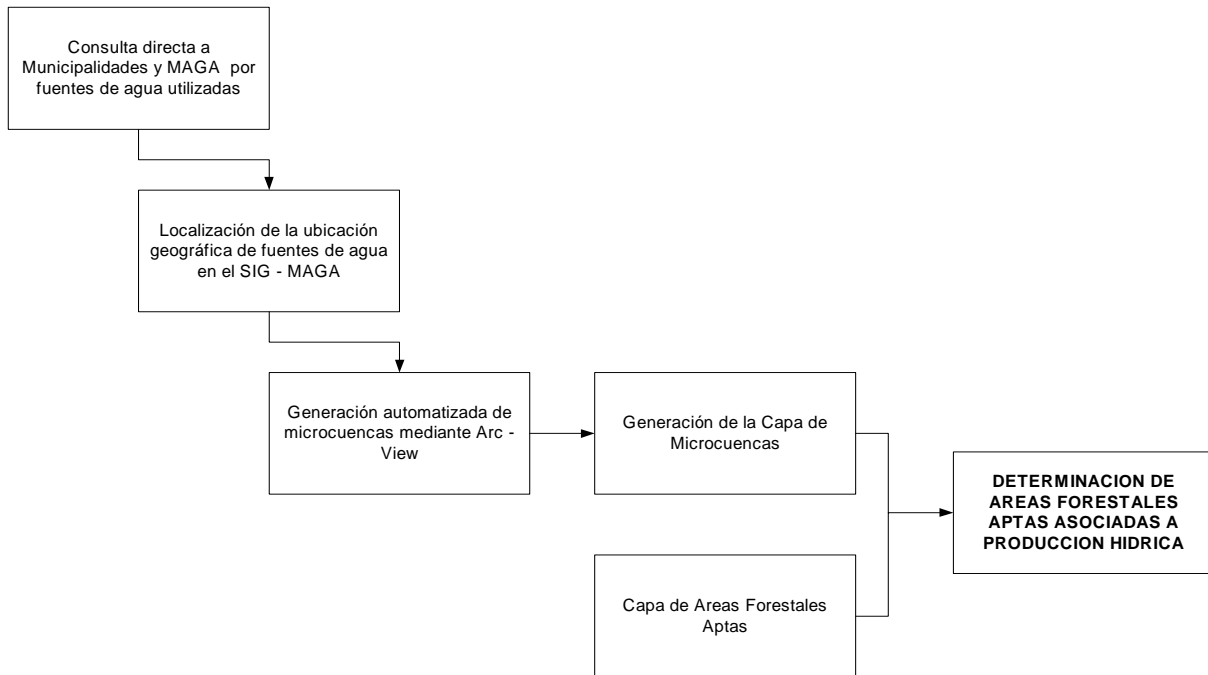 Consulta directa a
Municipalidades y MAGA por
fuentes de agua utilizadas
Localización de la ubicación
geográfica de fuentes de agua
en el SIG - MAGA
Generación automatizada de
microcuencas mediante Arc -
View
Generación de la Capa de
Microcuencas
DETERMINACION DE
AREAS FORESTALES
APTAS ASOCIADAS A
PRODUCCION HIDRICA
Capa de Areas Forestales
Aptas